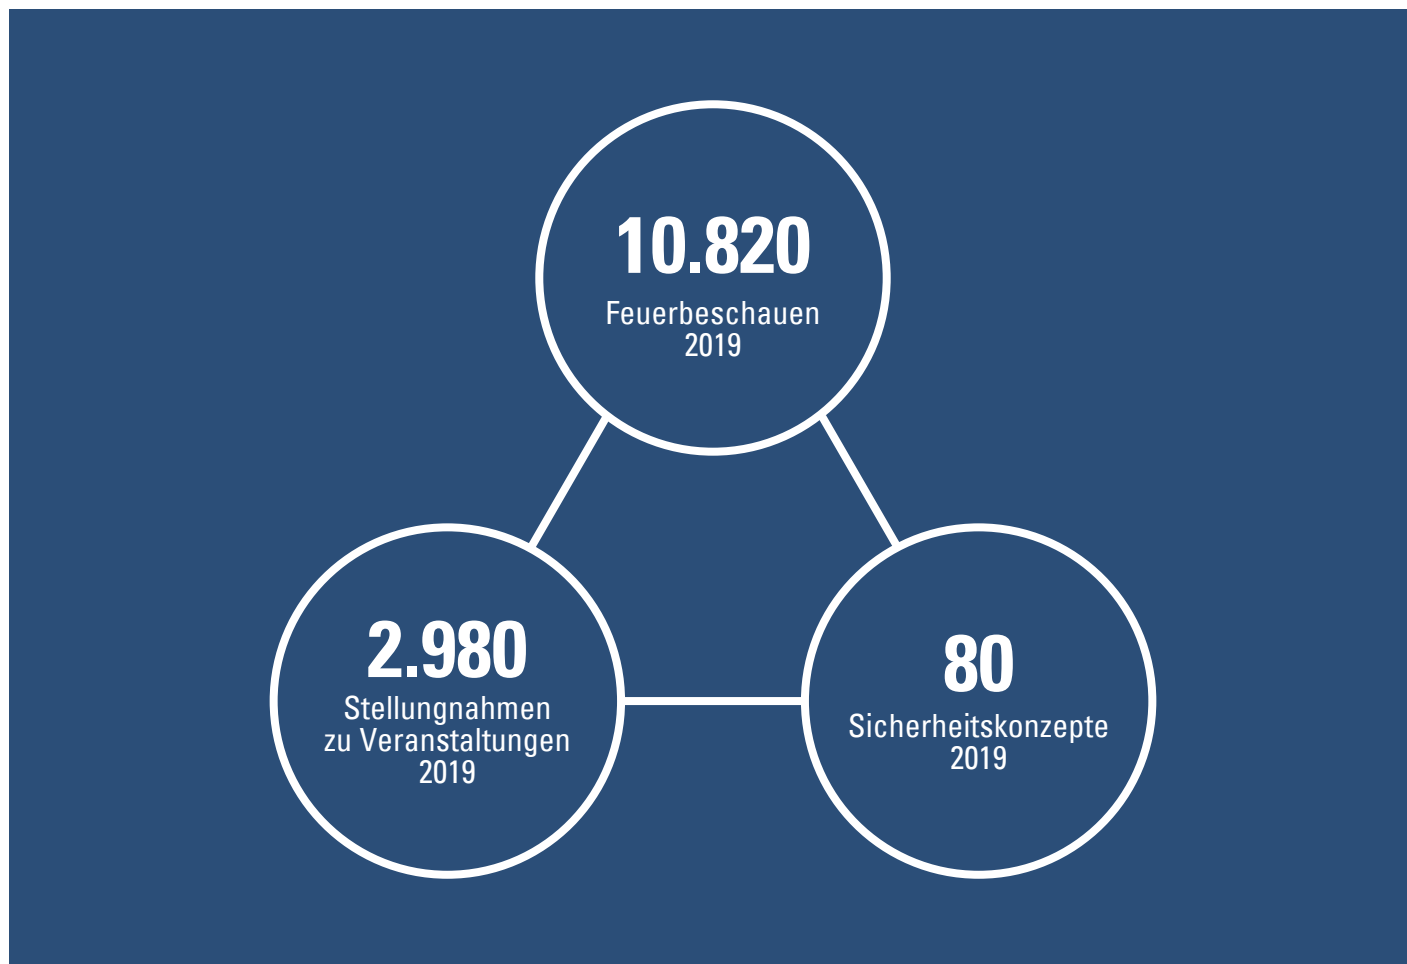 10.820
Feuerbeschauen
2019
2.980
Stellungnahmen
zu Veranstaltungen
2019
80
Sicherheitskonzepte
2019